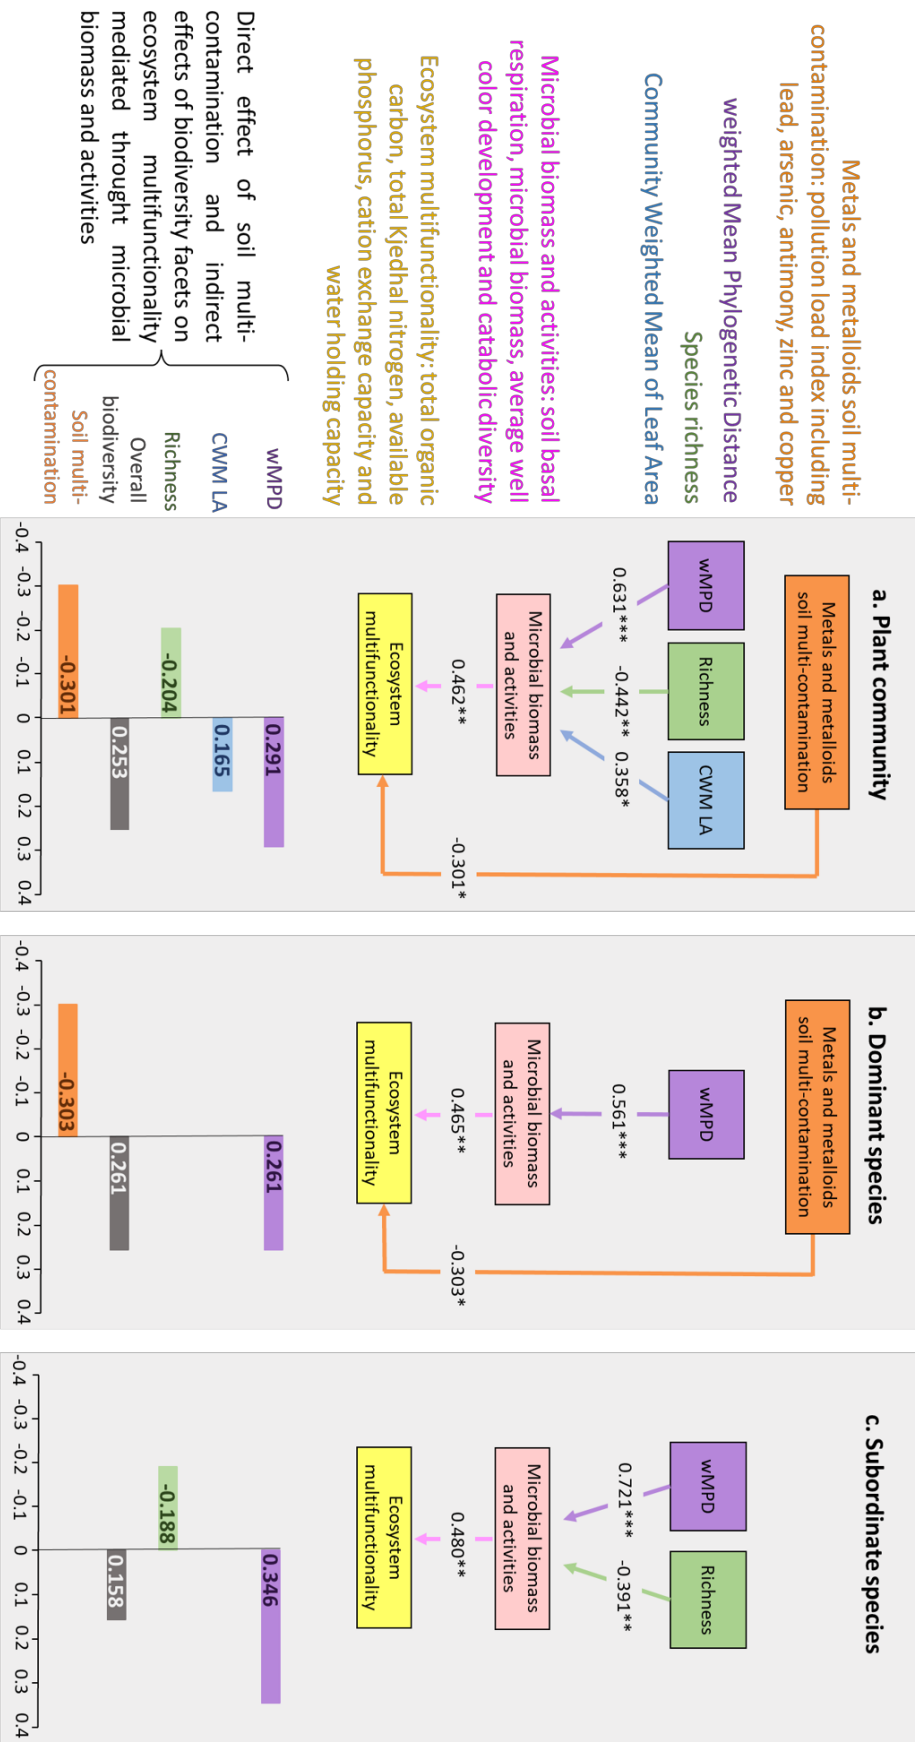 Metals and metalloids soil multi-
contamination: pollution load index including
lead, arsenic, antimony, zinc and copper
weighted Mean Phylogenetic Distance
Species richness
Community Weighted Mean of Leaf Area
Microbial biomass and activities: soil basal
respiration, microbial biomass, average well
color development and catabolic diversity
Ecosystem multifunctionality: total organic
carbon, total Kjedhal nitrogen, available
phosphorus, cation exchange capacity and
water holding capacity
Direct effect of soil multi-
contamination and indirect
effects of biodiversity facets on
ecosystem multifunctionality
mediated throught microbial
biomass and activities
wMPD
CWM LA
Richness
Overall
biodiversity
Soil multi-
contamination
a. Plant community
Metals and metalloids
soil multi-contamination
wMPD
Richness
CWM LA
0.631***
-0.442**
0.358*
Microbial biomass
and activities
0.462**
-0.301*
Ecosystem
multifunctionality
0.291
0.165
-0.204
0.253
-0.301
-0.4 -0.3 -0.2 -0.1 0 0.1 0.2 0.3 0.4
b. Dominant species
Metals and metalloids
soil multi-contamination
wMPD
0.561***
Microbial biomass
and activities
0.465**
-0.303*
Ecosystem
multifunctionality
0.261
0.261
-0.303
-0.4 -0.3 -0.2 -0.1 0 0.1 0.2 0.3 0.4
c. Subordinate species
wMPD
Richness
0.721***
-0.391**
Microbial biomass
and activities
0.480**
Ecosystem
multifunctionality
0.346
-0.188
0.158
-0.4 -0.3 -0.2 -0.1 0 0.1 0.2 0.3 0.4